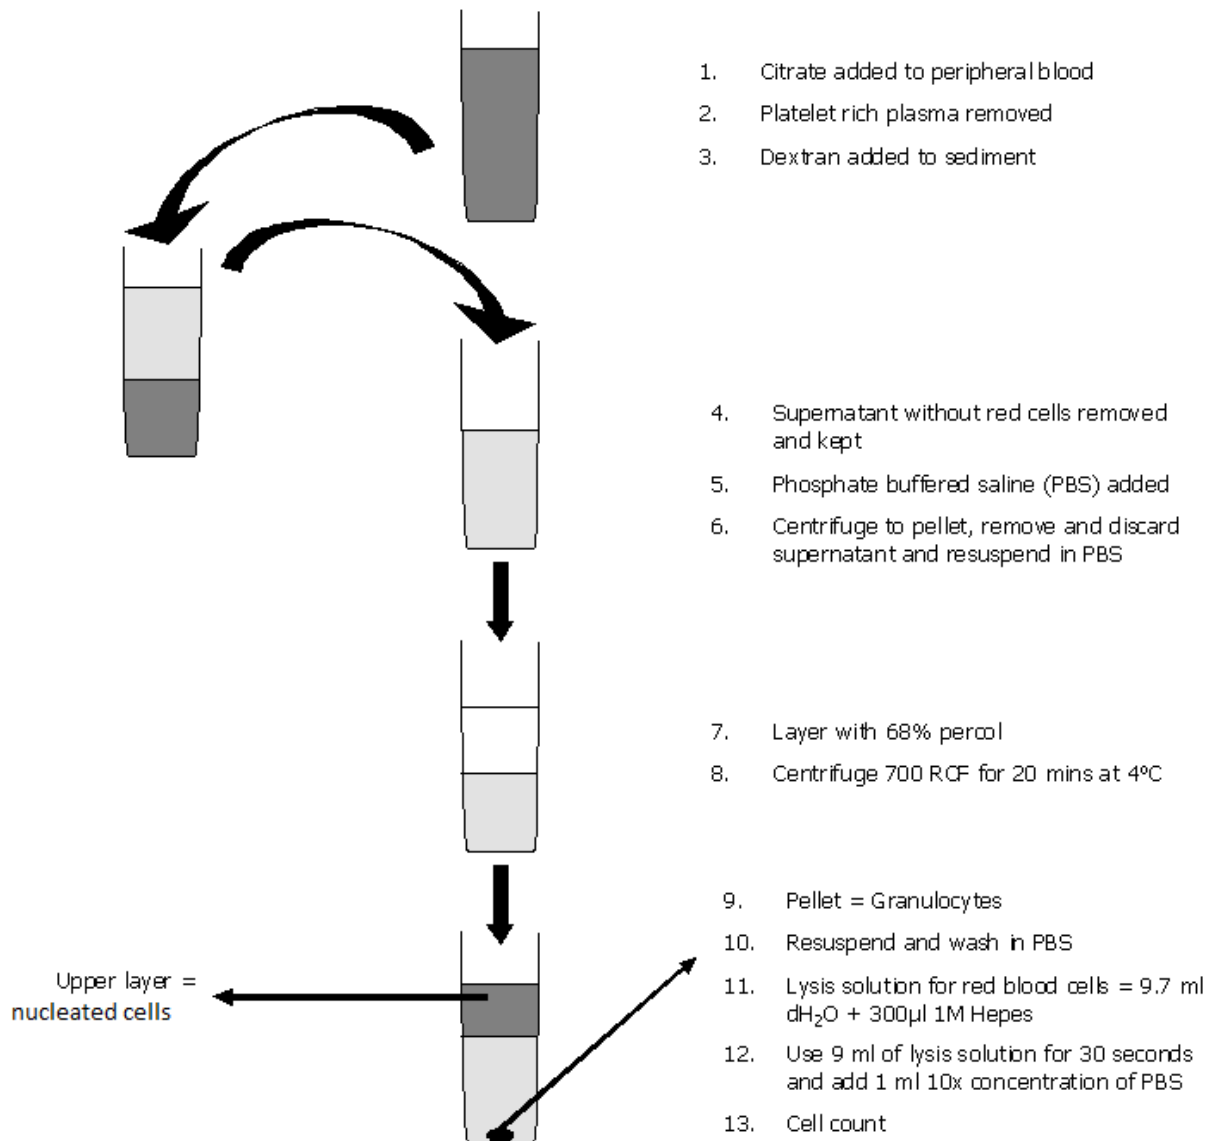 1. Citrate added to peripheral blood
2. Platelet rich plasma removed
3. Dextran added to sediment
4. Supernatant without red cells removed
and kept
5. Phosphate buffered saline (PBS) added
6. Centrifuge to pellet, remove and discard
supernatant and resuspend in PBS
7. Layer with 68% percol
8. Centrifuge 700 RCF for 20 mins at 4ºC
Upper layer =
nucleated cells
9. Pellet = Granulocytes
10. Resuspend and wash in PBS
11. Lysis solution for red blood cells = 9.7 ml
dH₂O + 300µl 1M Hepes
12. Use 9 ml of lysis solution for 30 seconds
and add 1 ml 10x concentration of PBS
13. Cell count